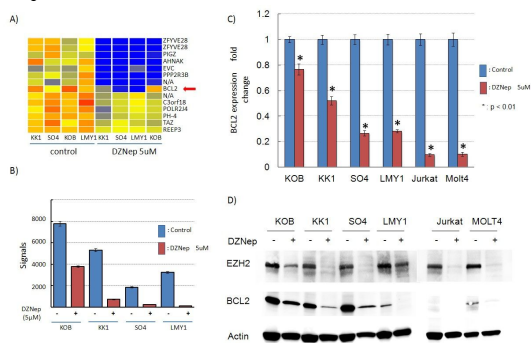 A)
ZFYVE28
ZFYVE28
PIGZ
AHNAK
EVC
PPP2R3B
N/A
BCL2
N/A
C3orf18
POLR2J4
PH-4
TAZ
REEP3
KK1 SO4 KOB LMY1 KK1 SO4 LMY1 KOB
control DZNep 5uM
B)
Signals
8000
6000
4000
2000
0
: Control
: DZNep 5uM
DZNep
(5μM)
- + - + - + - +
KOB KK1 SO4 LMY1
C)
BCL2 expression fold
change
1.2
1
0.8
0.6
0.4
0.2
0
: Control
: DZNep 5uM
* : p < 0.01
* * * * * *
KOB KK1 SO4 LMY1 Jurkat Molt4
D)
KOB KK1 SO4 LMY1 Jurkat MOLT4
DZNep - + - + - + - + - + - +
EZH2
BCL2
Actin